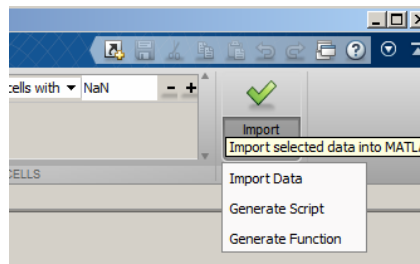 cells with NaN - +
Import
Import selected data into MATLA
CELLS
Import Data
Generate Script
Generate Function